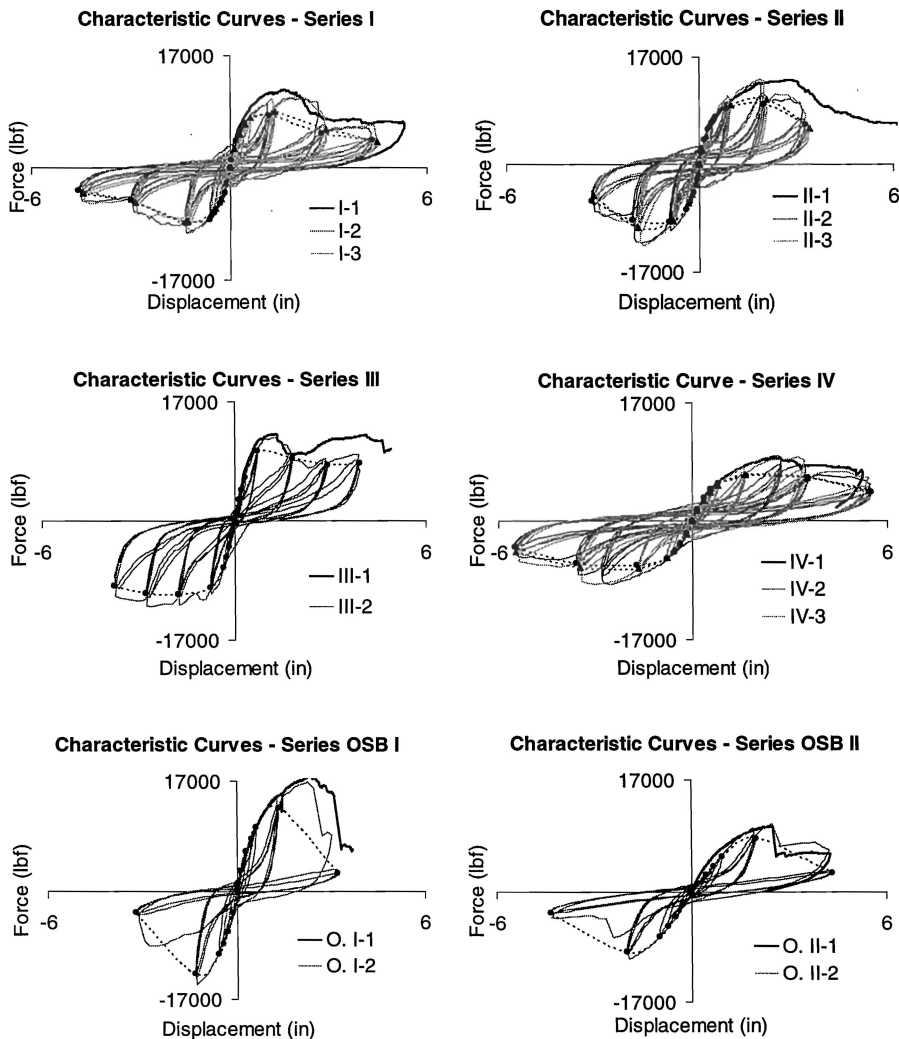 Characteristic Curves - Series I
17000
Force (lbf)
-6
6
I-1
I-2
I-3
-17000
Displacement (in)
Characteristic Curves - Series II
17000
Force (lbf)
-6
6
II-1
II-2
II-3
-17000
Displacement (in)
Characteristic Curves - Series III
17000
Force (lbf)
-6
6
III-1
III-2
-17000
Displacement (in)
Characteristic Curve - Series IV
17000
Force (lbf)
-6
6
IV-1
IV-2
IV-3
-17000
Displacement (in)
Characteristic Curves - Series OSB I
17000
Force (lbf)
-6
6
O. I-1
O. I-2
-17000
Displacement (in)
Characteristic Curves - Series OSB II
17000
Force (lbf)
-6
6
O. II-1
O. II-2
-17000
Displacement (in)